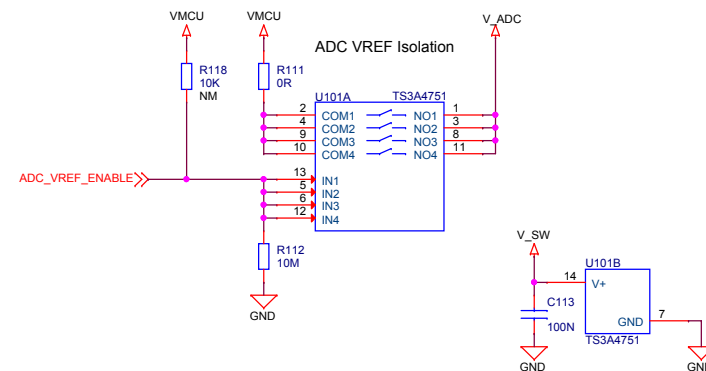 VMCU
VMCU
V_ADC
ADC VREF Isolation
R118
10K
NM
R111
0R
U101A
TS3A4751
2 COM1 NO1 1
4 COM2 NO2 3
9 COM3 NO3 8
10 COM4 NO4 11
ADC_VREF_ENABLE
13 IN1
5 IN2
6 IN3
12 IN4
R112
10M
GND
V_SW
U101B
14 V+
C113
100N
GND 7
TS3A4751
GND
GND